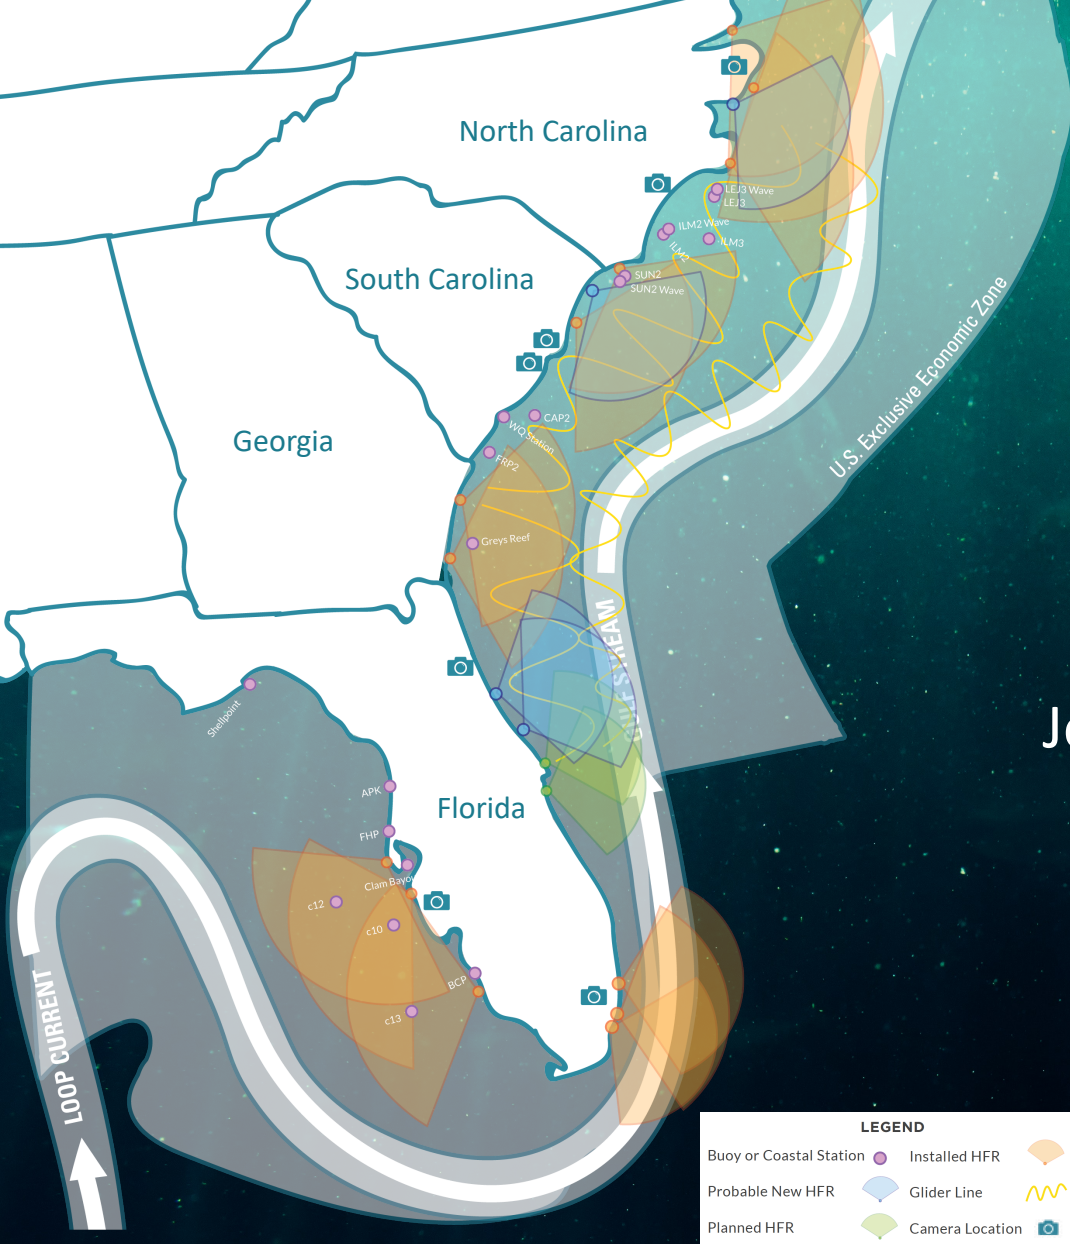 North Carolina
LEJ3 Wave
LEJ3
ILM2 Wave
ILM2
ILM3
South Carolina
SUN2
SUN2 Wave
U.S. Exclusive Economic Zone
CAP2
WQ Station
Georgia
FRP2
Greys Reef
GULF STREAM
Shellpoint
Je
APK
Florida
FHP
Clam Bayou
c12
c10
BCP
c13
LOOP CURRENT
LEGEND
Buoy or Coastal Station
Installed HFR
Probable New HFR
Glider Line
Planned HFR
Camera Location